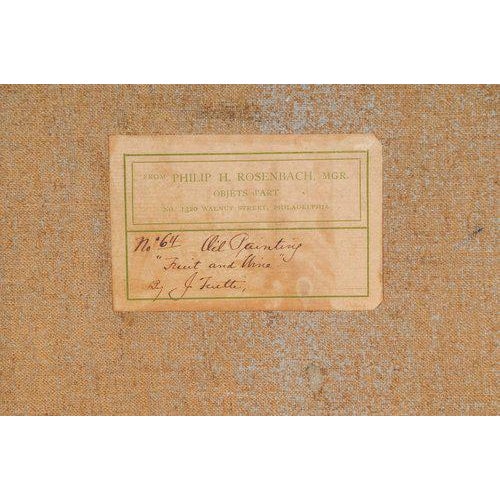 FROM PHILIP H. ROSENBACH, MGR.
OBJETS D'ART
NO. 1320 WALNUT STREET, PHILADELPHIA
No. 64 Oil Painting
"Fruit and Wine"
By J.